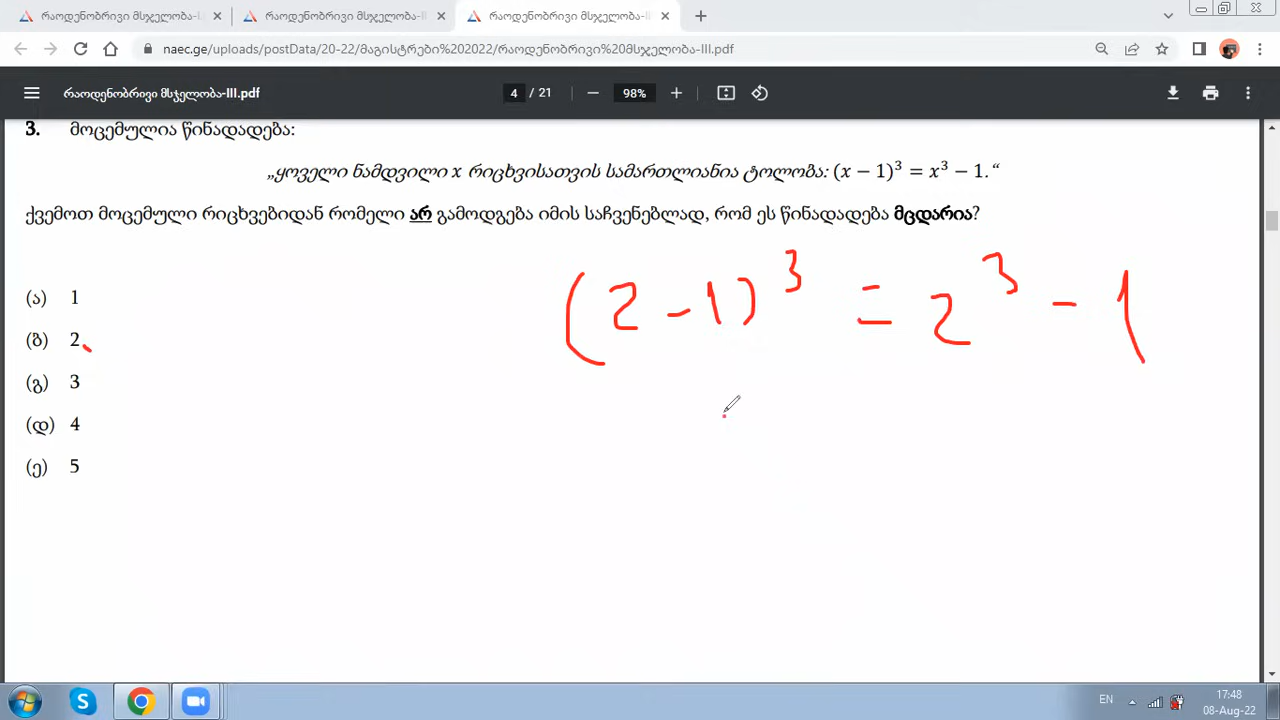 რაოდენობრივი მსჯელობა-III
რაოდენობრივი მსჯელობა-III
რაოდენობრივი მსჯელობა-III
naec.ge/uploads/postData/20-22/მაგისტრები%202022/რაოდენობრივი%20მსჯელობა-III.pdf
რაოდენობრივი მსჯელობა-III.pdf
4 / 21
98%
3. მოცემულია წინადადება:
„ყოველი ნამდვილი x რიცხვისათვის სამართლიანია ტოლობა: (x − 1)³ = x³ − 1.“
ქვემოთ მოცემული რიცხვებიდან რომელი არ გამოდგება იმის საჩვენებლად, რომ ეს წინადადება მცდარია?
(2 - 1)³ = 2³ - 1
(ა) 1
(ბ) 2
(გ) 3
(დ) 4
(ე) 5
EN
17:48
08-Aug-22